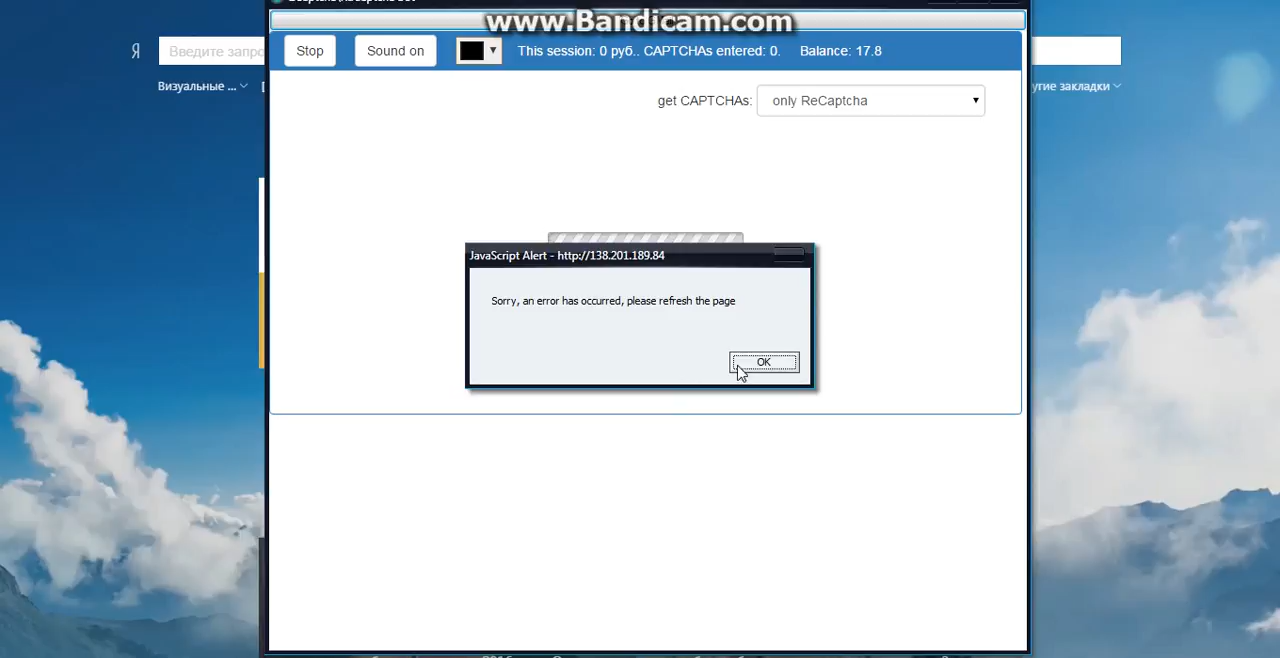 www.Bandicam.com
Я
Введите запро
Stop
Sound on
This session: 0 руб.. CAPTCHAs entered: 0.
Balance: 17.8
Визуальные ...
ругие закладки
get CAPTCHAs:
only ReCaptcha
JavaScript Alert - http://138.201.189.84
Sorry, an error has occurred, please refresh the page
OK